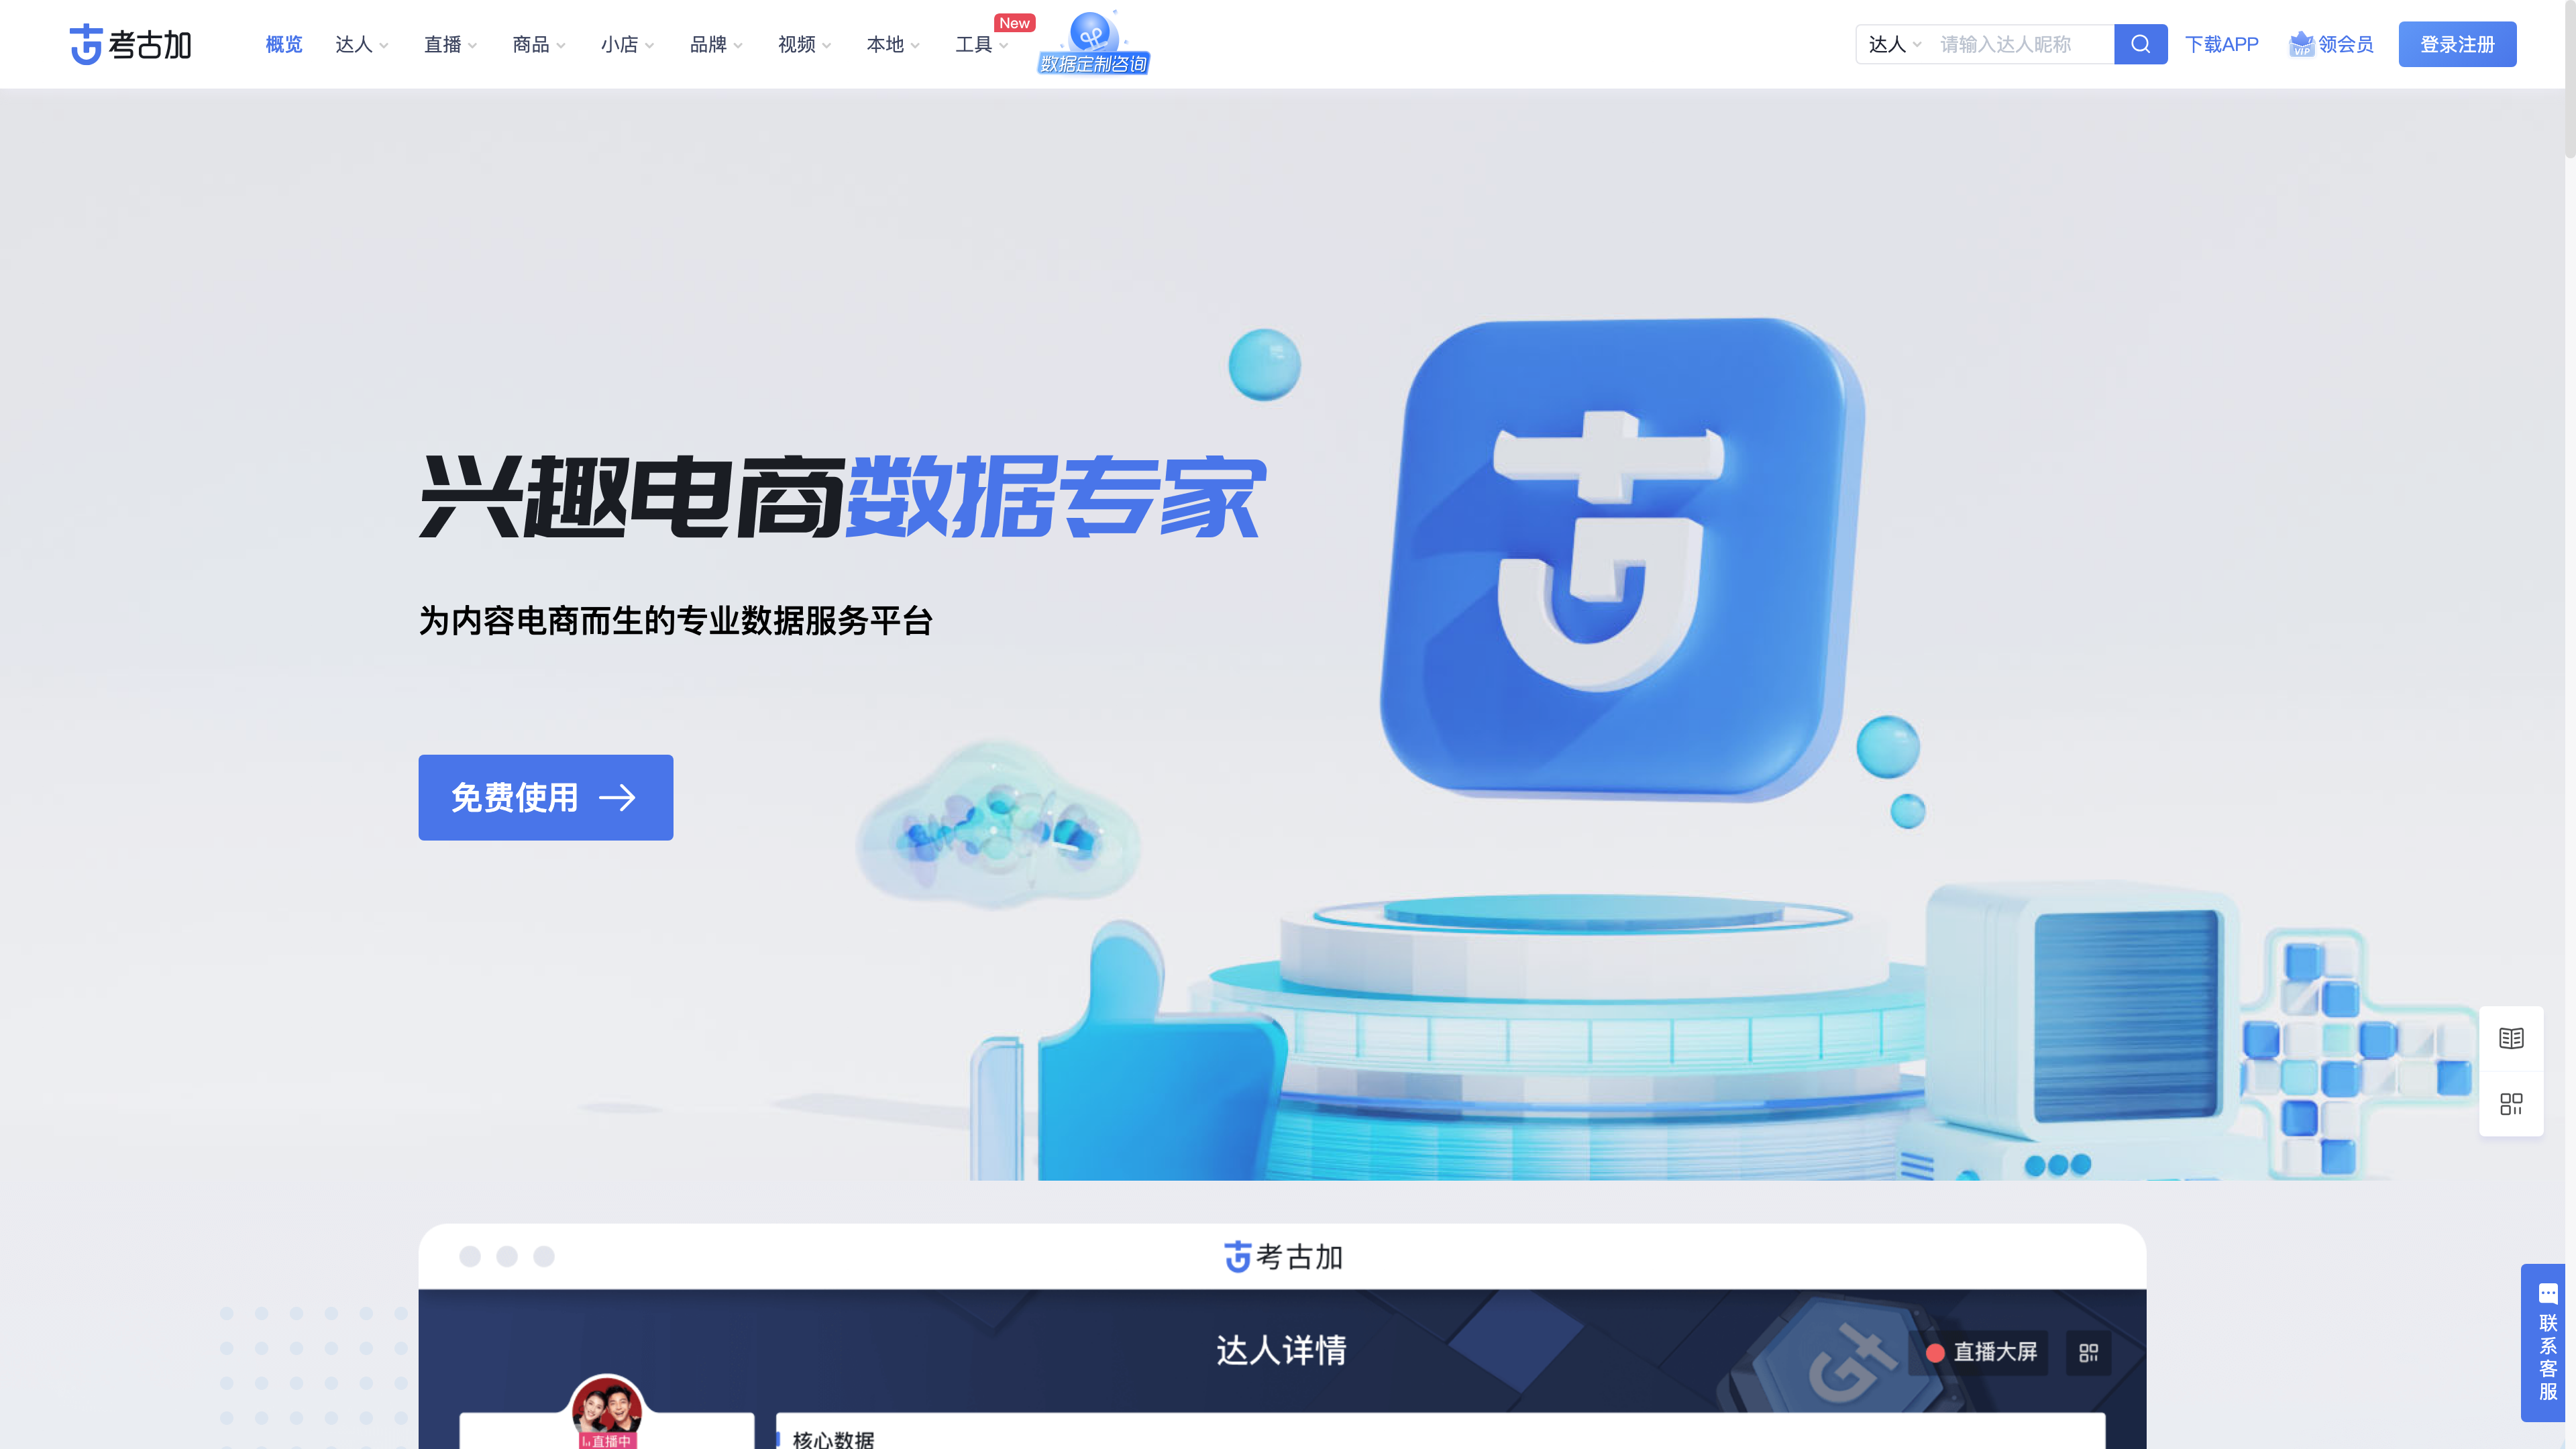 考古加
概览 达人 直播 商品 小店 品牌 视频 本地 工具 New 数据定制咨询 达人 请输入达人昵称 下载APP VIP 领会员 登录注册
兴趣电商数据专家
为内容电商而生的专业数据服务平台
免费使用
考古加
达人详情
直播大屏
直播中
核心数据
联系客服